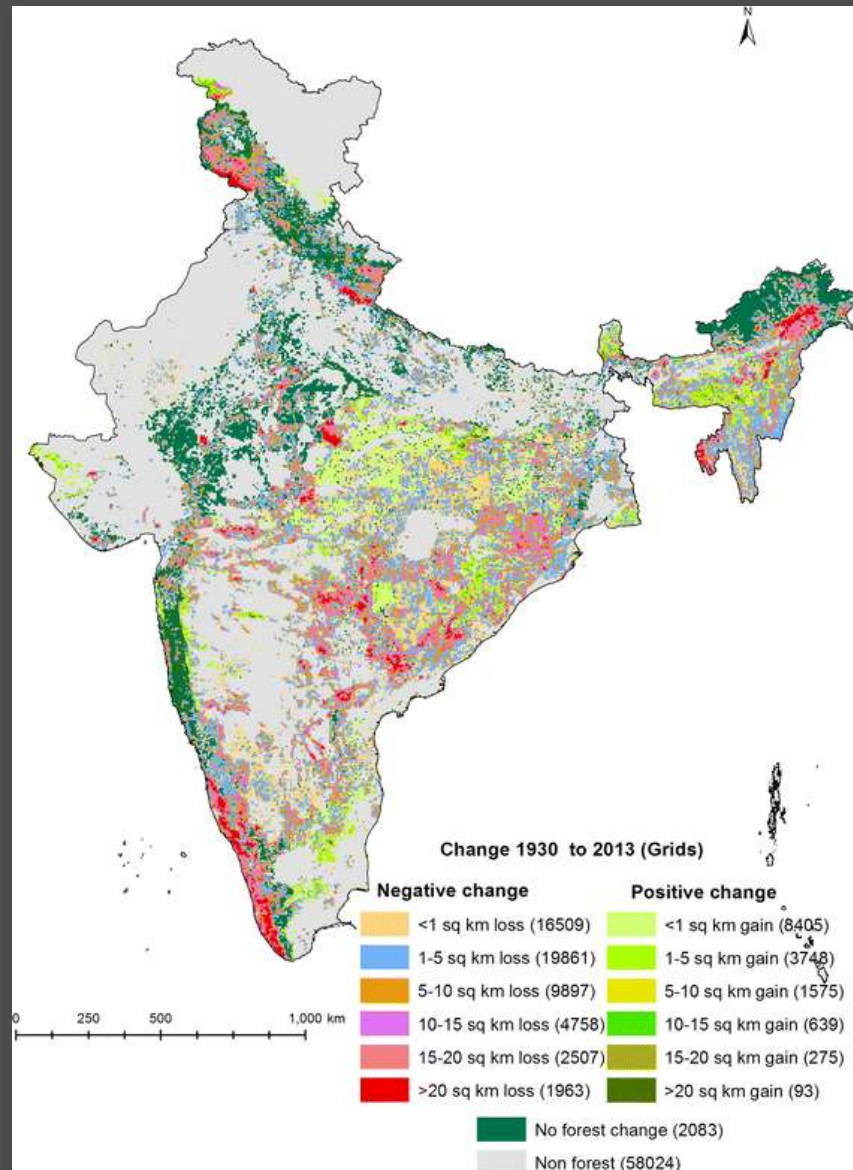 N
Change 1930 to 2013 (Grids)
Negative change
Positive change
<1 sq km loss (16509)
<1 sq km gain (8405)
1-5 sq km loss (19861)
1-5 sq km gain (3748)
5-10 sq km loss (9897)
5-10 sq km gain (1575)
10-15 sq km loss (4758)
10-15 sq km gain (639)
15-20 sq km loss (2507)
15-20 sq km gain (275)
>20 sq km loss (1963)
>20 sq km gain (93)
No forest change (2083)
Non forest (58024)
0 250 500 1,000 km